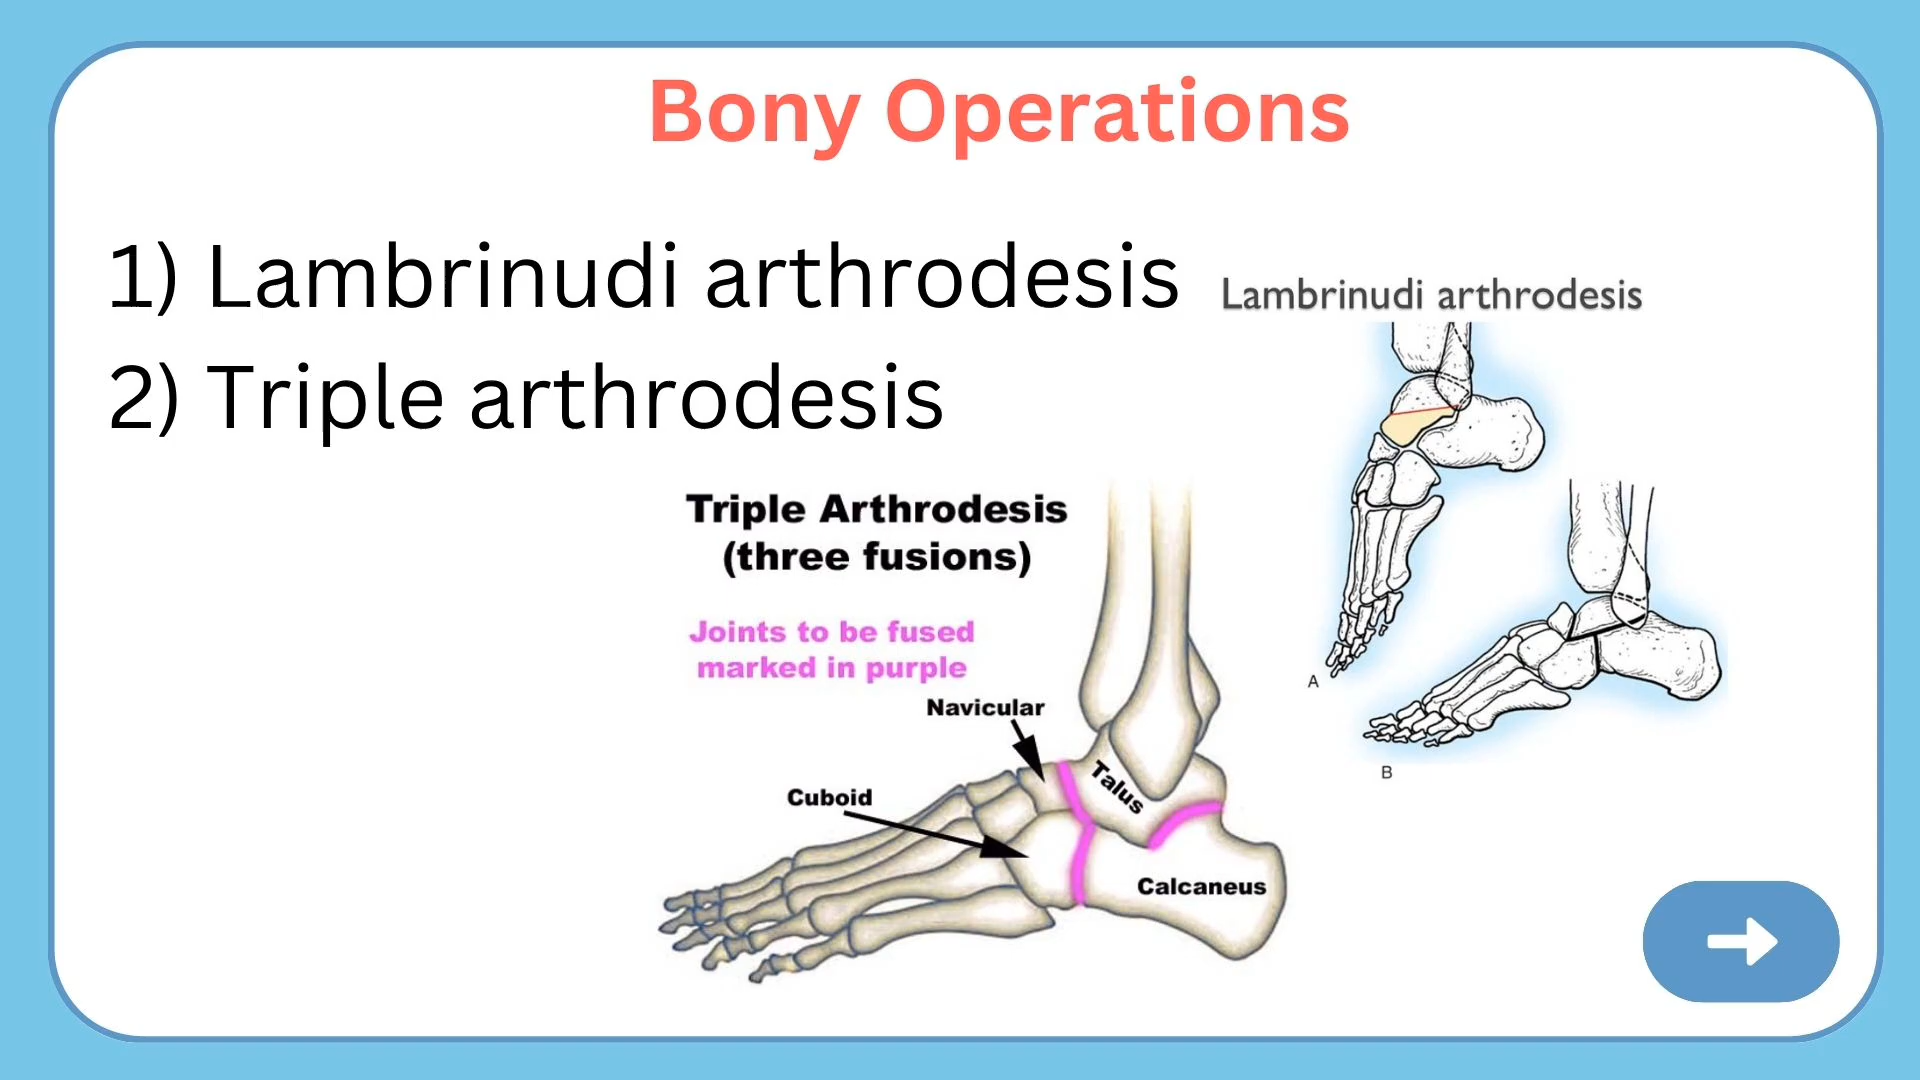 Bony Operations
1) Lambrinudi arthrodesis
2) Triple arthrodesis
Lambrinudi arthrodesis
A
B
Triple Arthrodesis
(three fusions)
Joints to be fused
marked in purple
Navicular
Cuboid
Talus
Calcaneus